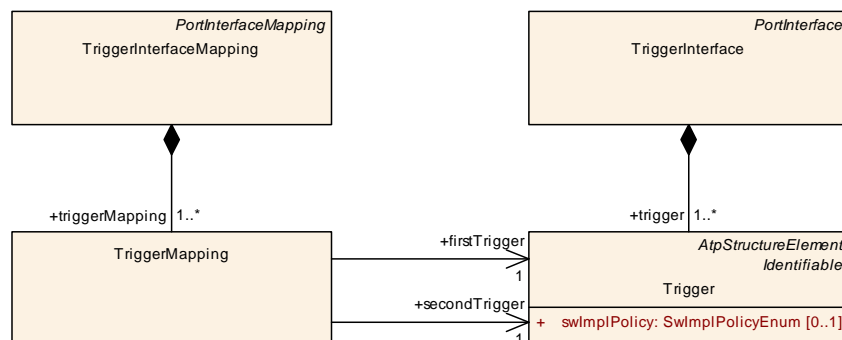 PortInterfaceMapping
TriggerInterfaceMapping
PortInterface
TriggerInterface
+triggerMapping 1..*
+trigger 1..*
TriggerMapping
+firstTrigger
1
+secondTrigger
1
AtpStructureElement
Identifiable
Trigger
+ swImplPolicy: SwImplPolicyEnum [0..1]